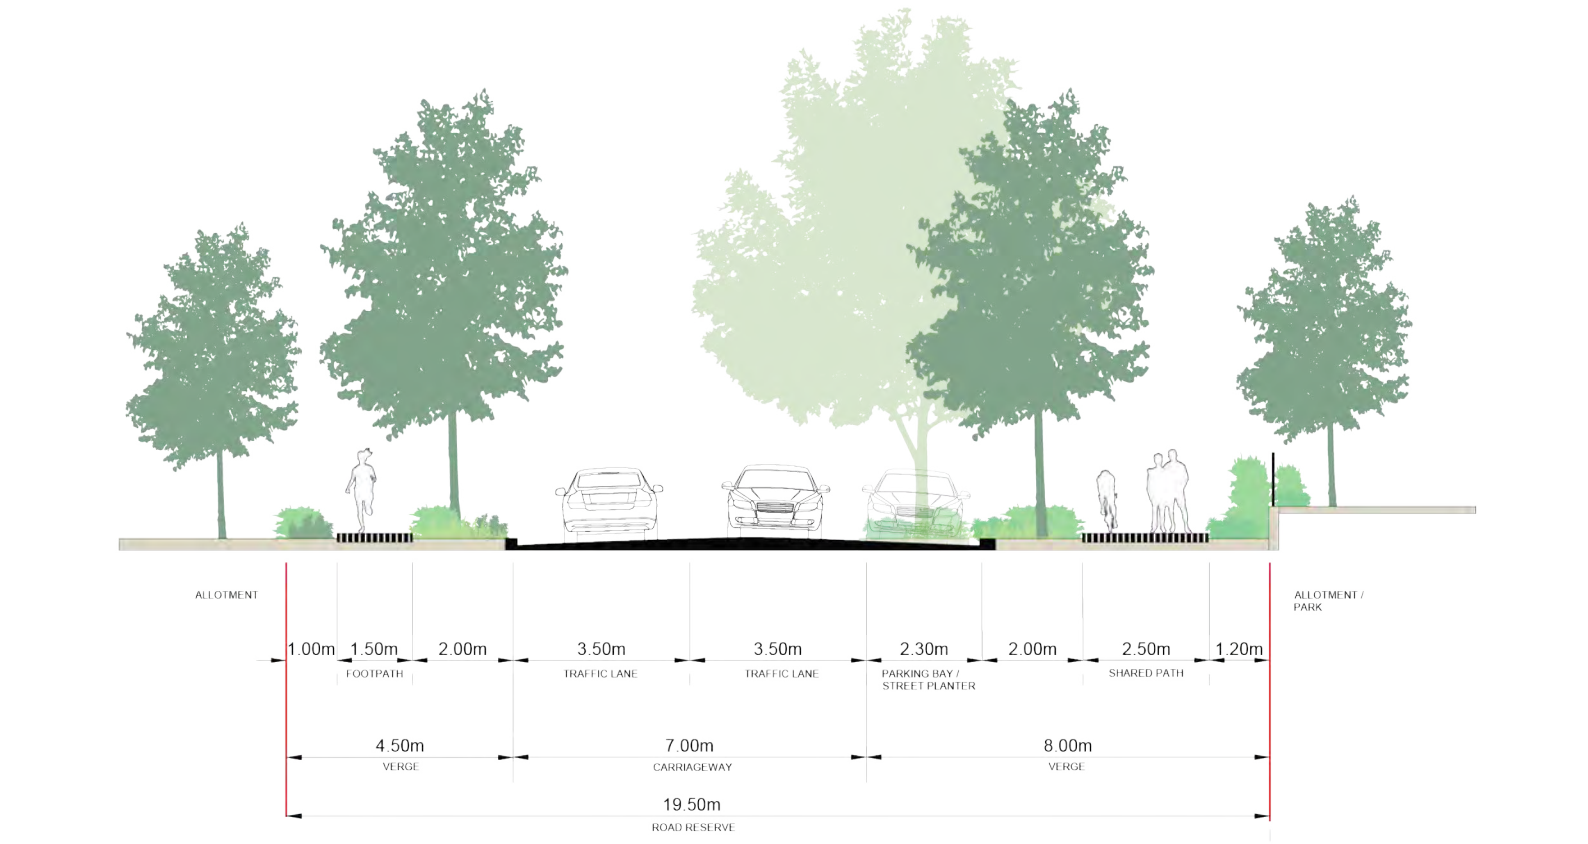 ALLOTMENT
ALLOTMENT /
PARK
1.00m 1.50m 2.00m 3.50m 3.50m 2.30m 2.00m 2.50m 1.20m
FOOTPATH TRAFFIC LANE TRAFFIC LANE PARKING BAY / SHARED PATH
STREET PLANTER
4.50m 7.00m 8.00m
VERGE CARRIAGEWAY VERGE
19.50m
ROAD RESERVE